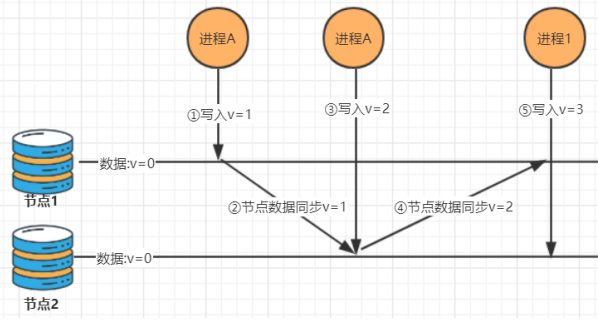 进程A
进程A
进程1
①写入v=1
③写入v=2
⑤写入v=3
数据:v=0
节点1
②节点数据同步v=1
④节点数据同步v=2
数据:v=0
节点2